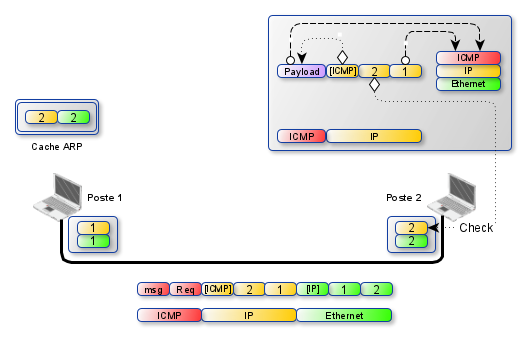 ICMP
Payload [ICMP] 2 1 IP
Ethernet
2 2
Cache ARP
ICMP IP
Poste 1
Poste 2
1
1
2
2
Check
msg Req [ICMP] 2 1 [IP] 1 2
ICMP IP Ethernet